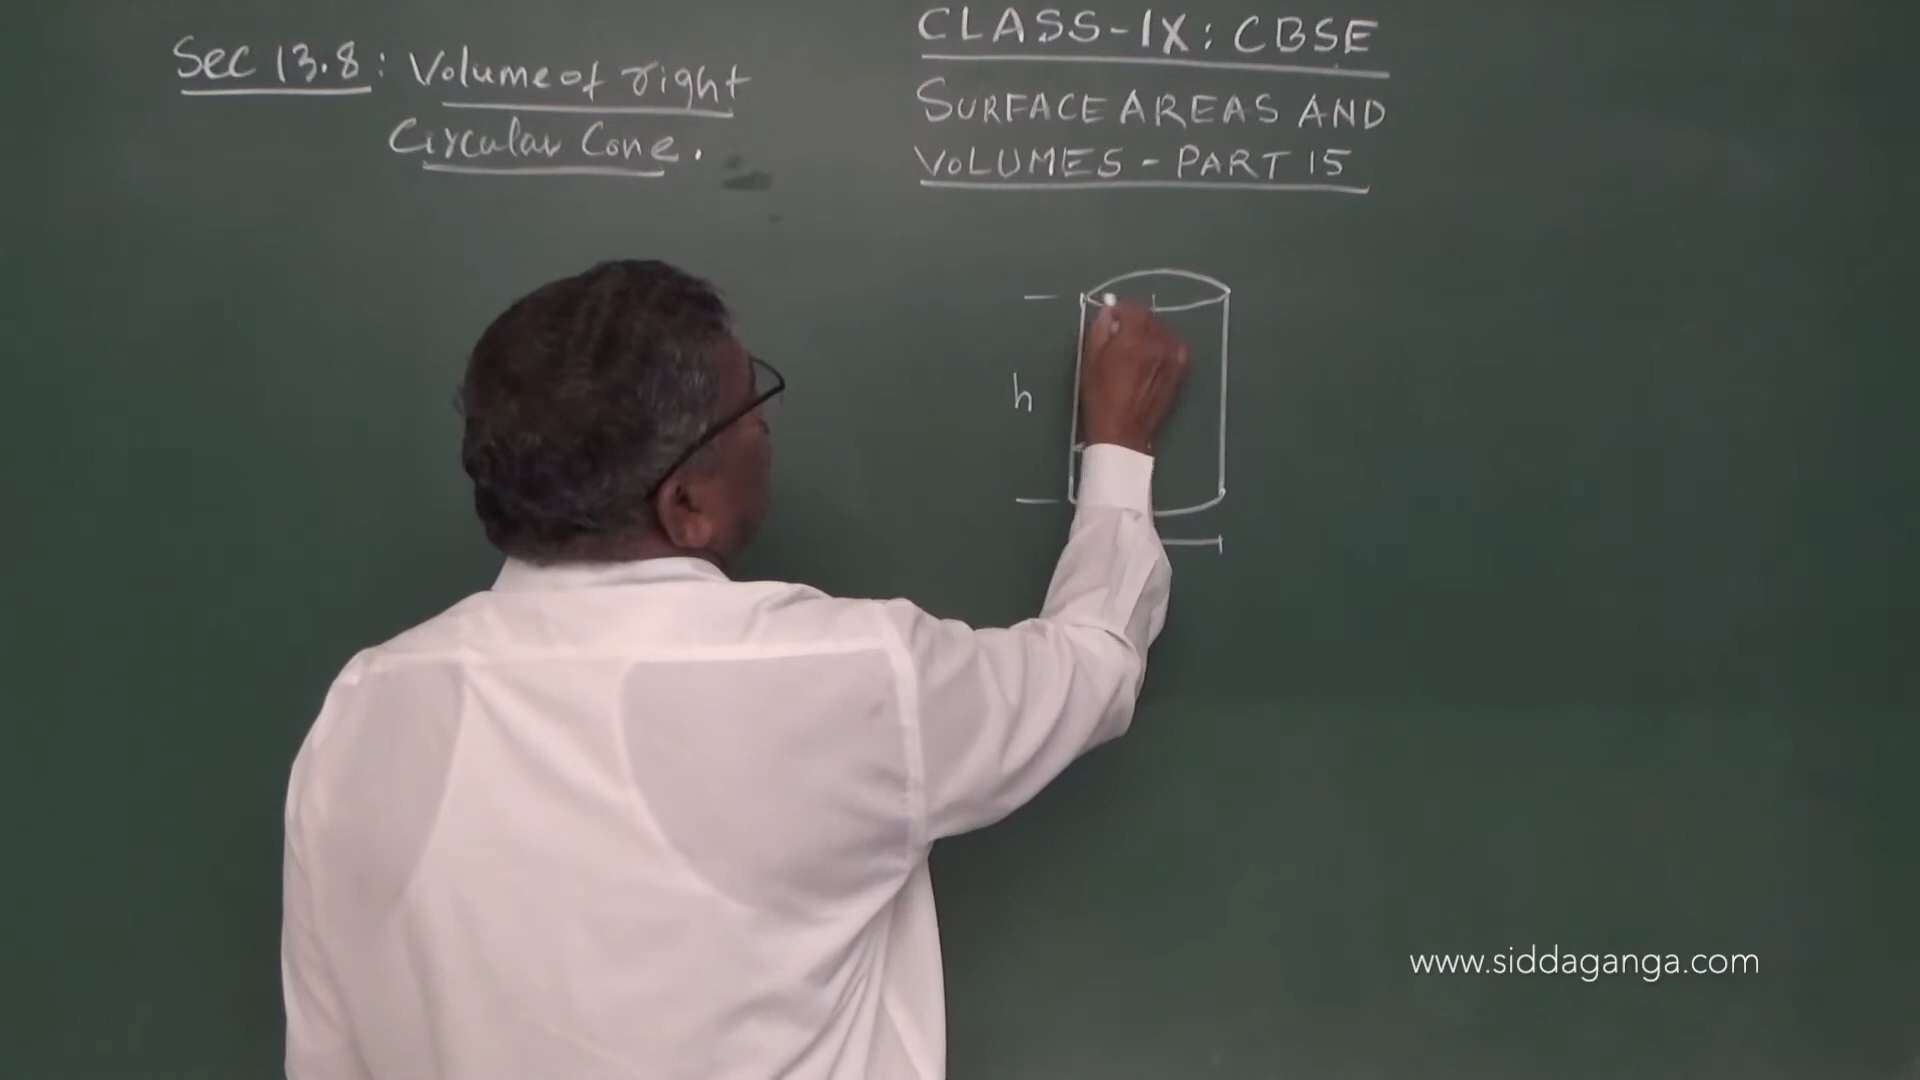 Sec 13.8: Volume of right
Circular Cone.
CLASS-IX: CBSE
SURFACE AREAS AND
VOLUMES - PART 15
h
www.siddaganga.com